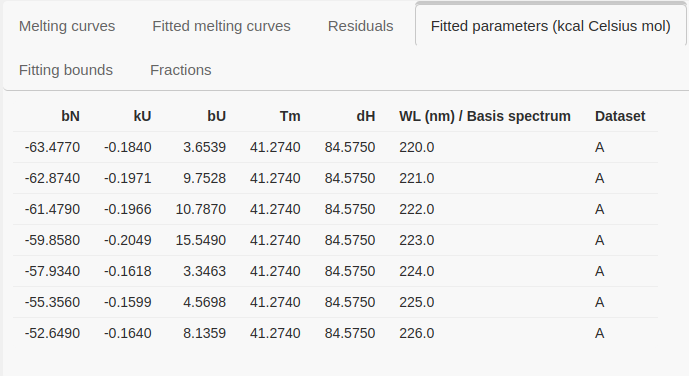 Melting curves Fitted melting curves Residuals Fitted parameters (kcal Celsius mol)
Fitting bounds Fractions
bN kU bU Tm dH WL (nm) / Basis spectrum Dataset
-63.4770 -0.1840 3.6539 41.2740 84.5750 220.0 A
-62.8740 -0.1971 9.7528 41.2740 84.5750 221.0 A
-61.4790 -0.1966 10.7870 41.2740 84.5750 222.0 A
-59.8580 -0.2049 15.5490 41.2740 84.5750 223.0 A
-57.9340 -0.1618 3.3463 41.2740 84.5750 224.0 A
-55.3560 -0.1599 4.5698 41.2740 84.5750 225.0 A
-52.6490 -0.1640 8.1359 41.2740 84.5750 226.0 A